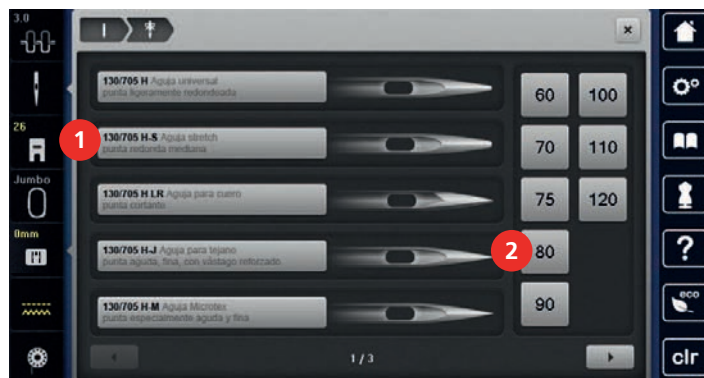 3.0
26
Jumbo
0mm
×
130/705 H Aguja universal
punta ligeramente redondeada
130/705 H-S Aguja stretch
punta redonda mediana
130/705 H LR Aguja para cuero
punta cortante
130/705 H-J Aguja para tejano
punta aguda, fina, con vástago reforzado
130/705 H-M Aguja Microtex
punta especialmente aguda y fina
1
2
60 100
70 110
75 120
80
90
1 / 3
?
eco
clr